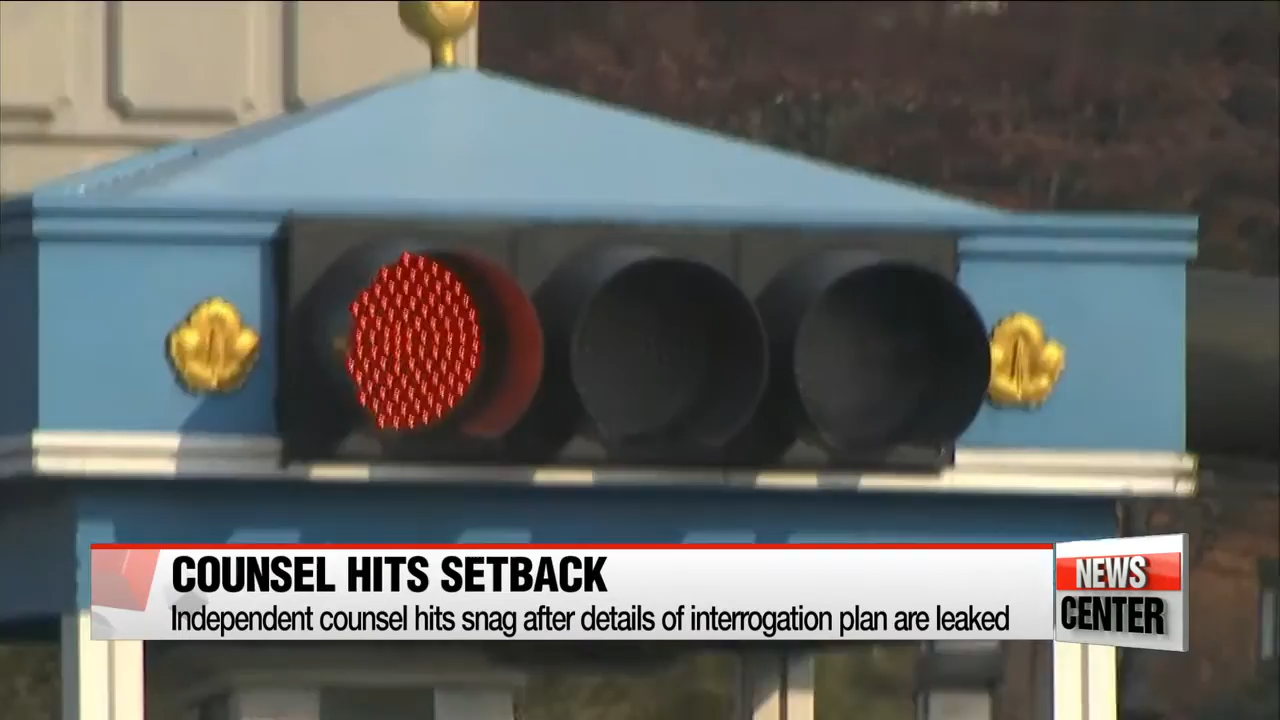 COUNSEL HITS SETBACK
Independent counsel hits snag after details of interrogation plan are leaked
NEWS
CENTER